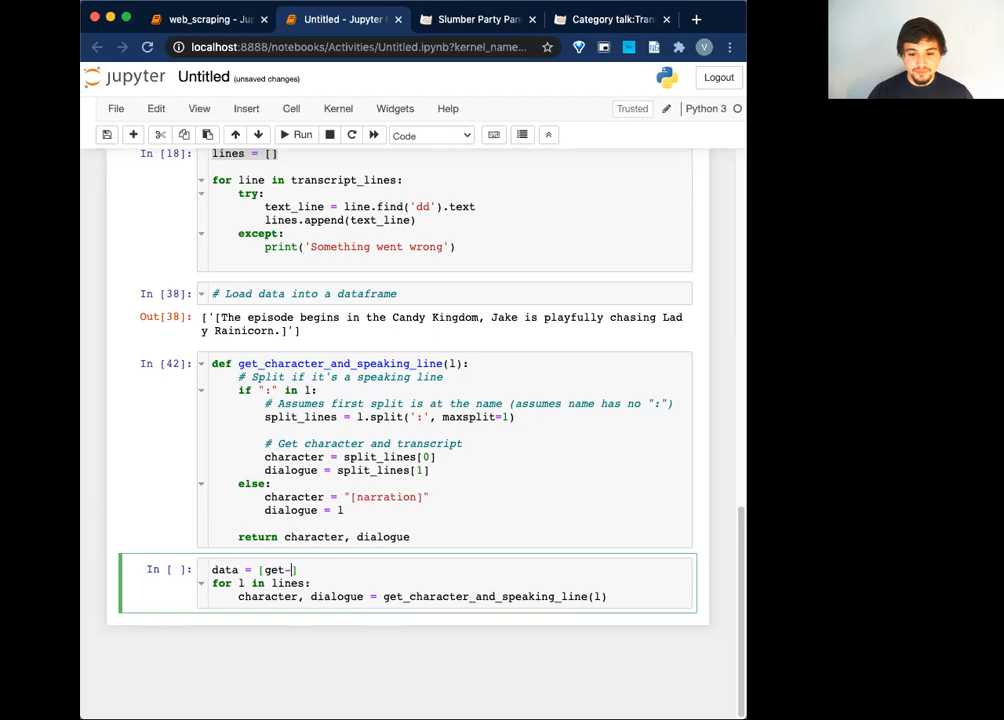 web_scraping - Ju
Untitled - Jupyter
Slumber Party Pan
Category talk:Tran
localhost:8888/notebooks/Activities/Untitled.ipynb?kernel_name...
V
jupyter Untitled (unsaved changes)
Logout
File Edit View Insert Cell Kernel Widgets Help
Trusted
Python 3
Run
Code
In [18]:
lines = []
for line in transcript_lines:
try:
text_line = line.find('dd').text
lines.append(text_line)
except:
print('Something went wrong')
In [38]:
# Load data into a dataframe
Out[38]:
['[The episode begins in the Candy Kingdom, Jake is playfully chasing Lad
y Rainicorn.]']
In [42]:
def get_character_and_speaking_line(l):
# Split if it's a speaking line
if ":" in l:
# Assumes first split is at the name (assumes name has no ":")
split_lines = l.split(':', maxsplit=1)
# Get character and transcript
character = split_lines[0]
dialogue = split_lines[1]
else:
character = "[narration]"
dialogue = l
return character, dialogue
In [ ]:
data = [get-]
for l in lines:
character, dialogue = get_character_and_speaking_line(l)